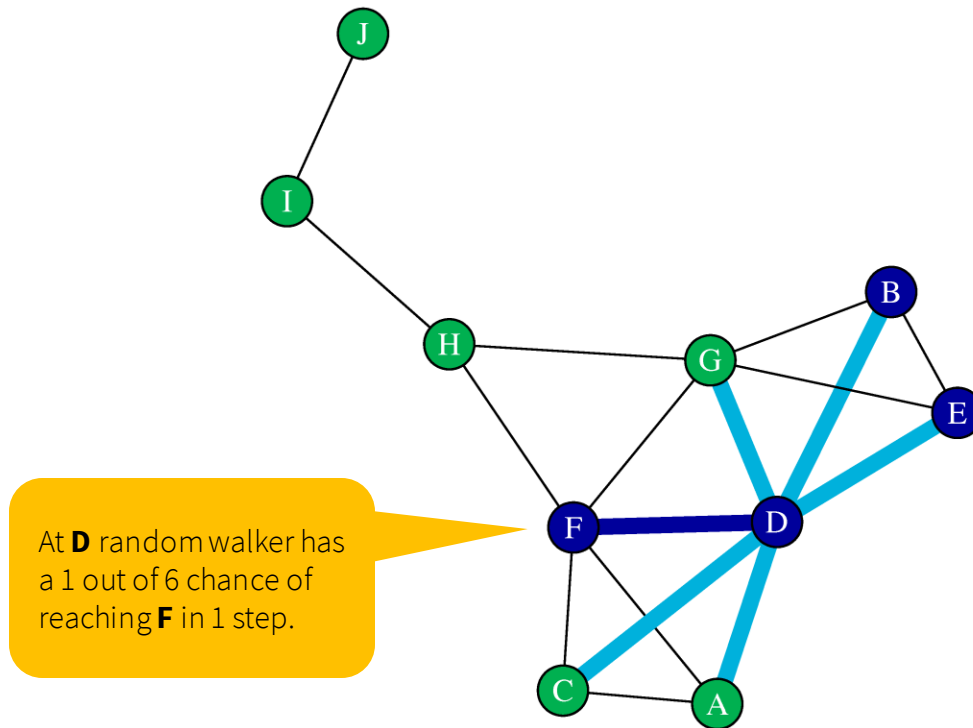 J
I
B
H
G
E
F
D
At D random walker has
a 1 out of 6 chance of
reaching F in 1 step.
C
A